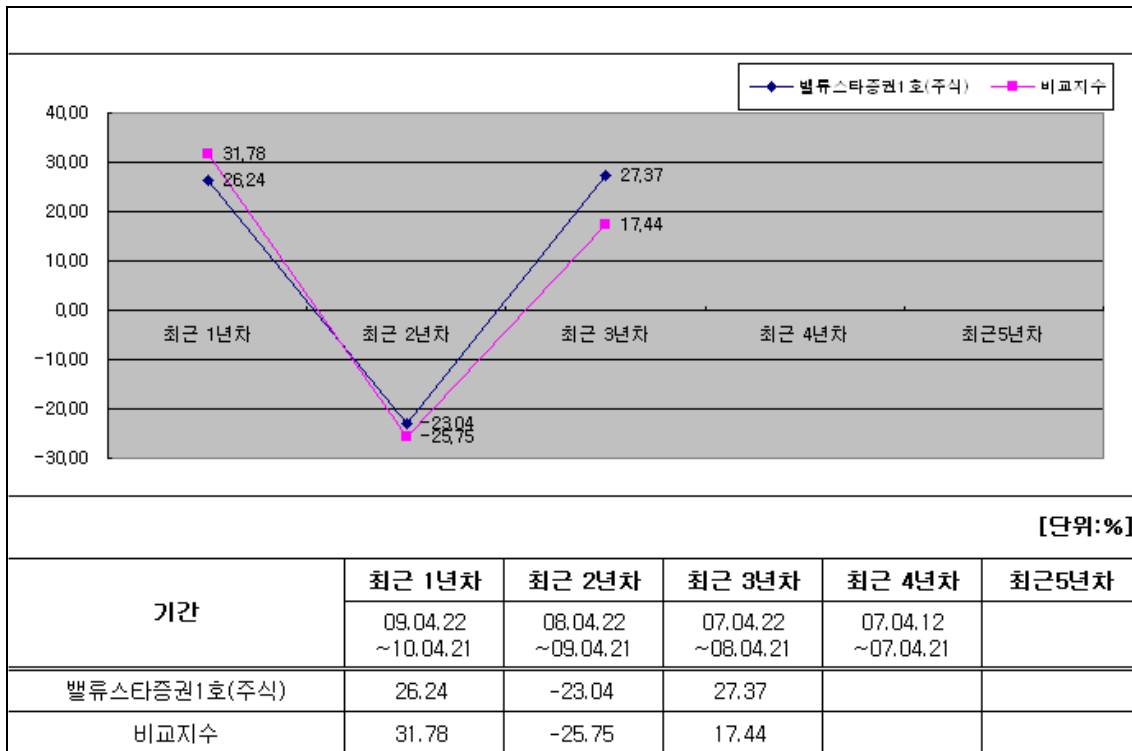 밸류스타증권1호(주식) 비교지수
40,00
30,00
20,00
10,00
0,00
-10,00
-20,00
-30,00
31,78
26,24
27,37
17,44
-23,04
-25,75
최근 1년차 최근 2년차 최근 3년차 최근 4년차 최근5년차
[단위:%]
기간 최근 1년차 최근 2년차 최근 3년차 최근 4년차 최근5년차
09.04.22 08.04.22 07.04.22 07.04.12
~10.04.21 ~09.04.21 ~08.04.21 ~07.04.21
밸류스타증권1호(주식) 26.24 -23.04 27.37
비교지수 31.78 -25.75 17.44